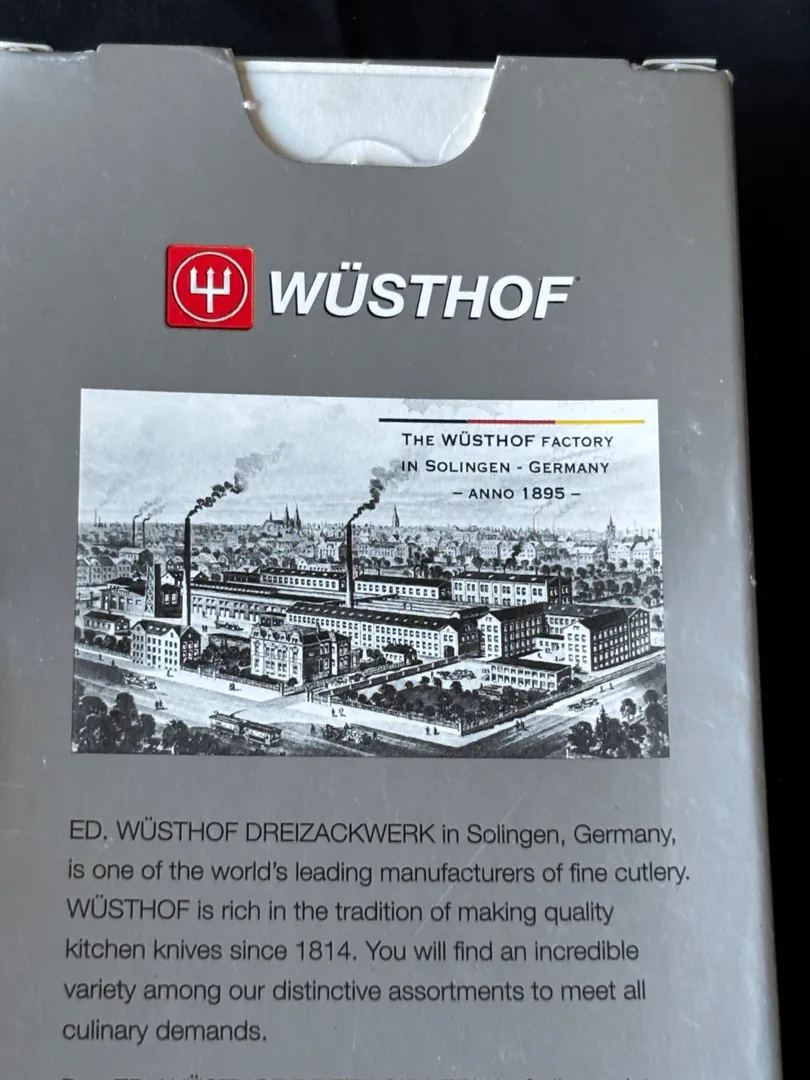 WÜSTHOF
THE WÜSTHOF FACTORY
IN SOLINGEN - GERMANY
– ANNO 1895 –
ED. WÜSTHOF DREIZACKWERK in Solingen, Germany,
is one of the world's leading manufacturers of fine cutlery.
WÜSTHOF is rich in the tradition of making quality
kitchen knives since 1814. You will find an incredible
variety among our distinctive assortments to meet all
culinary demands.